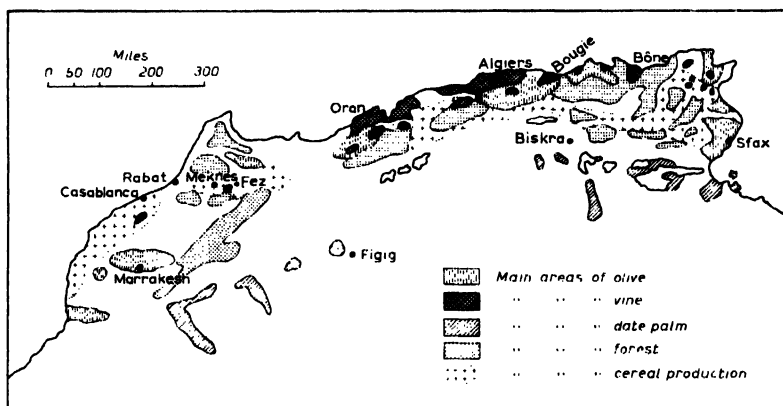 Miles
0 50 100 200 300
Algiers
Bougie
Bône
Oran
Biskra
Sfax
Rabat
Meknes
Fez
Casablanca
Marrakesh
Figig
Main areas of olive
" " " vine
" " " date palm
" " " forest
" " " cereal production